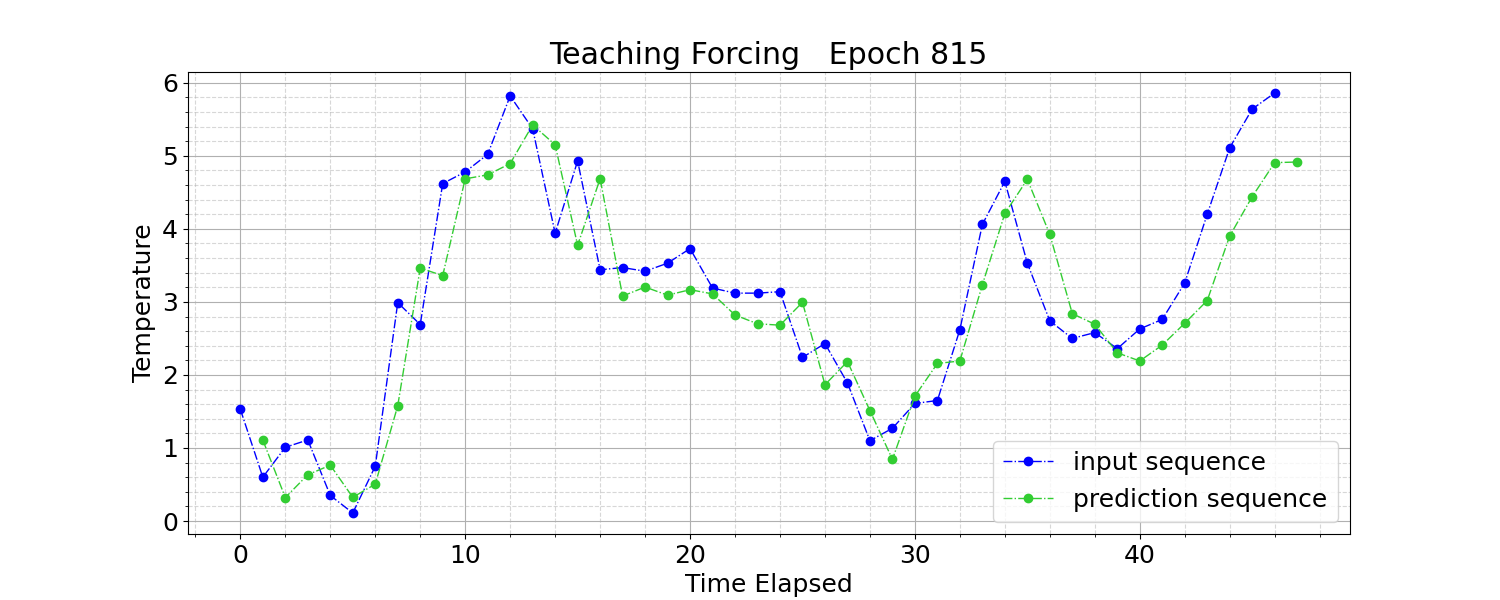 Teaching Forcing   Epoch 815
6
5
4
3
2
1
0
Temperature
0 10 20 30 40
Time Elapsed
input sequence
prediction sequence